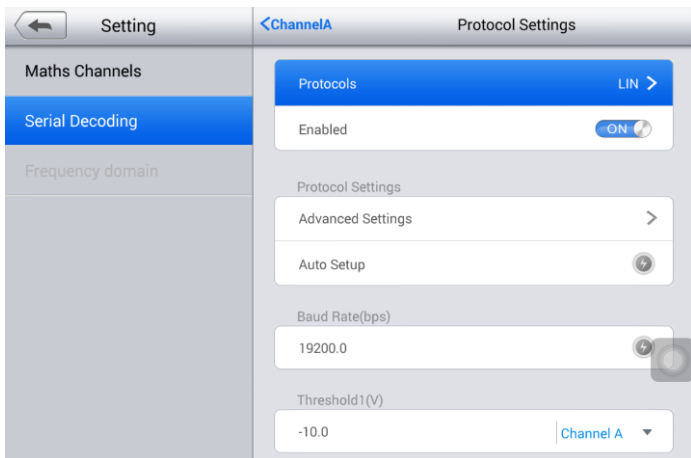 Setting
Maths Channels
Serial Decoding
Frequency domain
ChannelA
Protocol Settings
Protocols LIN
Enabled ON
Protocol Settings
Advanced Settings
Auto Setup
Baud Rate(bps)
19200.0
Threshold1(V)
-10.0 Channel A